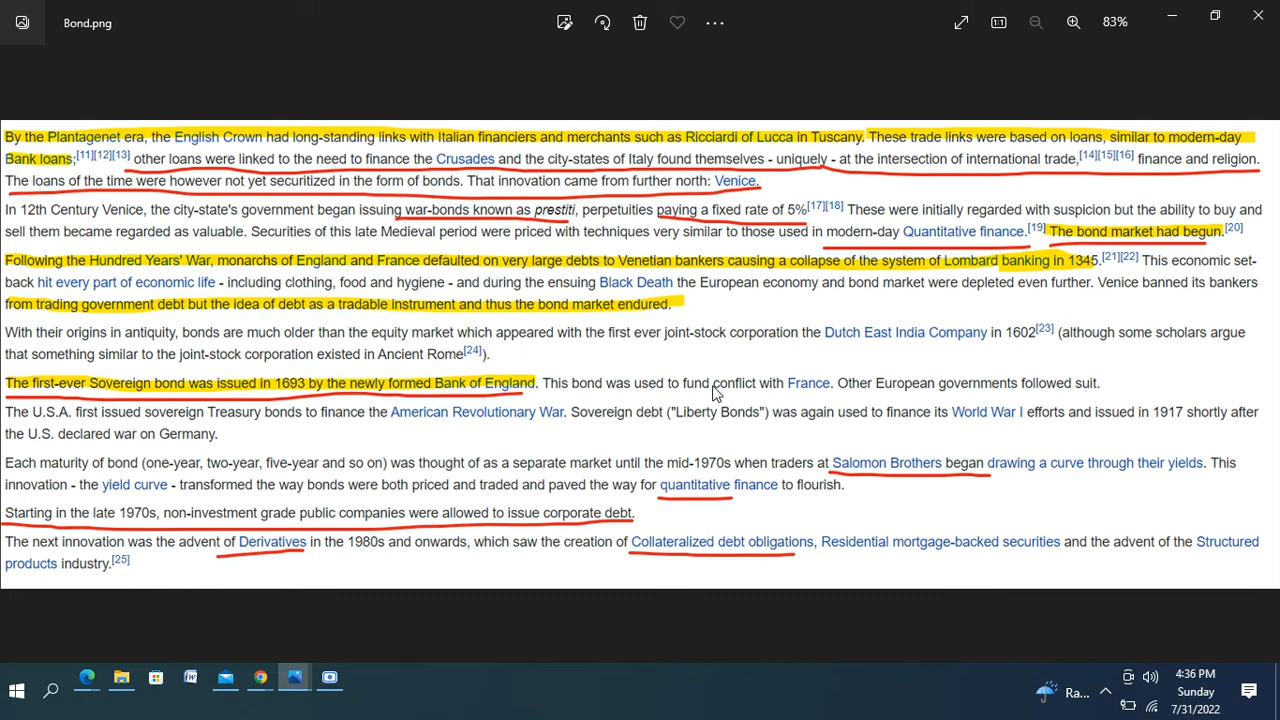 Bond.png
83%
By the Plantagenet era, the English Crown had long-standing links with Italian financiers and merchants such as Ricciardi of Lucca in Tuscany. These trade links were based on loans, similar to modern-day
Bank loans;[11][12][13] other loans were linked to the need to finance the Crusades and the city-states of Italy found themselves - uniquely - at the intersection of international trade,[14][15][16] finance and religion.
The loans of the time were however not yet securitized in the form of bonds. That innovation came from further north: Venice.
In 12th Century Venice, the city-state's government began issuing war-bonds known as prestiti, perpetuities paying a fixed rate of 5%[17][18] These were initially regarded with suspicion but the ability to buy and
sell them became regarded as valuable. Securities of this late Medieval period were priced with techniques very similar to those used in modern-day Quantitative finance.[19] The bond market had begun.[20]
Following the Hundred Years' War, monarchs of England and France defaulted on very large debts to Venetian bankers causing a collapse of the system of Lombard banking in 1345.[21][22] This economic set-
back hit every part of economic life - including clothing, food and hygiene - and during the ensuing Black Death the European economy and bond market were depleted even further. Venice banned its bankers
from trading government debt but the idea of debt as a tradable instrument and thus the bond market endured.
With their origins in antiquity, bonds are much older than the equity market which appeared with the first ever joint-stock corporation the Dutch East India Company in 1602[23] (although some scholars argue
that something similar to the joint-stock corporation existed in Ancient Rome[24]).
The first-ever Sovereign bond was issued in 1693 by the newly formed Bank of England. This bond was used to fund conflict with France. Other European governments followed suit.
The U.S.A. first issued sovereign Treasury bonds to finance the American Revolutionary War. Sovereign debt ("Liberty Bonds") was again used to finance its World War I efforts and issued in 1917 shortly after
the U.S. declared war on Germany.
Each maturity of bond (one-year, two-year, five-year and so on) was thought of as a separate market until the mid-1970s when traders at Salomon Brothers began drawing a curve through their yields. This
innovation - the yield curve - transformed the way bonds were both priced and traded and paved the way for quantitative finance to flourish.
Starting in the late 1970s, non-investment grade public companies were allowed to issue corporate debt.
The next innovation was the advent of Derivatives in the 1980s and onwards, which saw the creation of Collateralized debt obligations, Residential mortgage-backed securities and the advent of the Structured
products industry.[25]
Ra...
4:36 PM
Sunday
7/31/2022